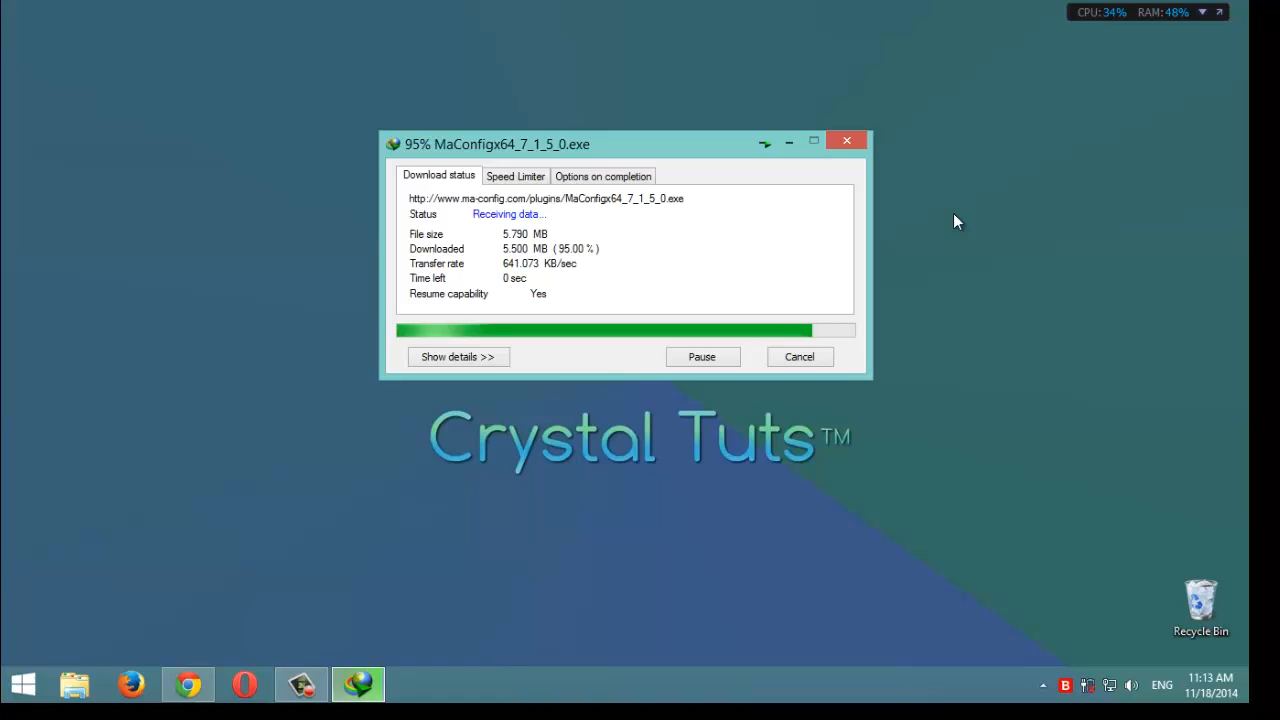 CPU:34% RAM:48%
95% MaConfigx64_7_1_5_0.exe
Download status Speed Limiter Options on completion
http://www.ma-config.com/plugins/MaConfigx64_7_1_5_0.exe
Status Receiving data...
File size 5.790 MB
Downloaded 5.500 MB ( 95.00 % )
Transfer rate 641.073 KB/sec
Time left 0 sec
Resume capability Yes
Show details >> Pause Cancel
Crystal Tuts™
Recycle Bin
B ENG 11:13 AM
11/18/2014